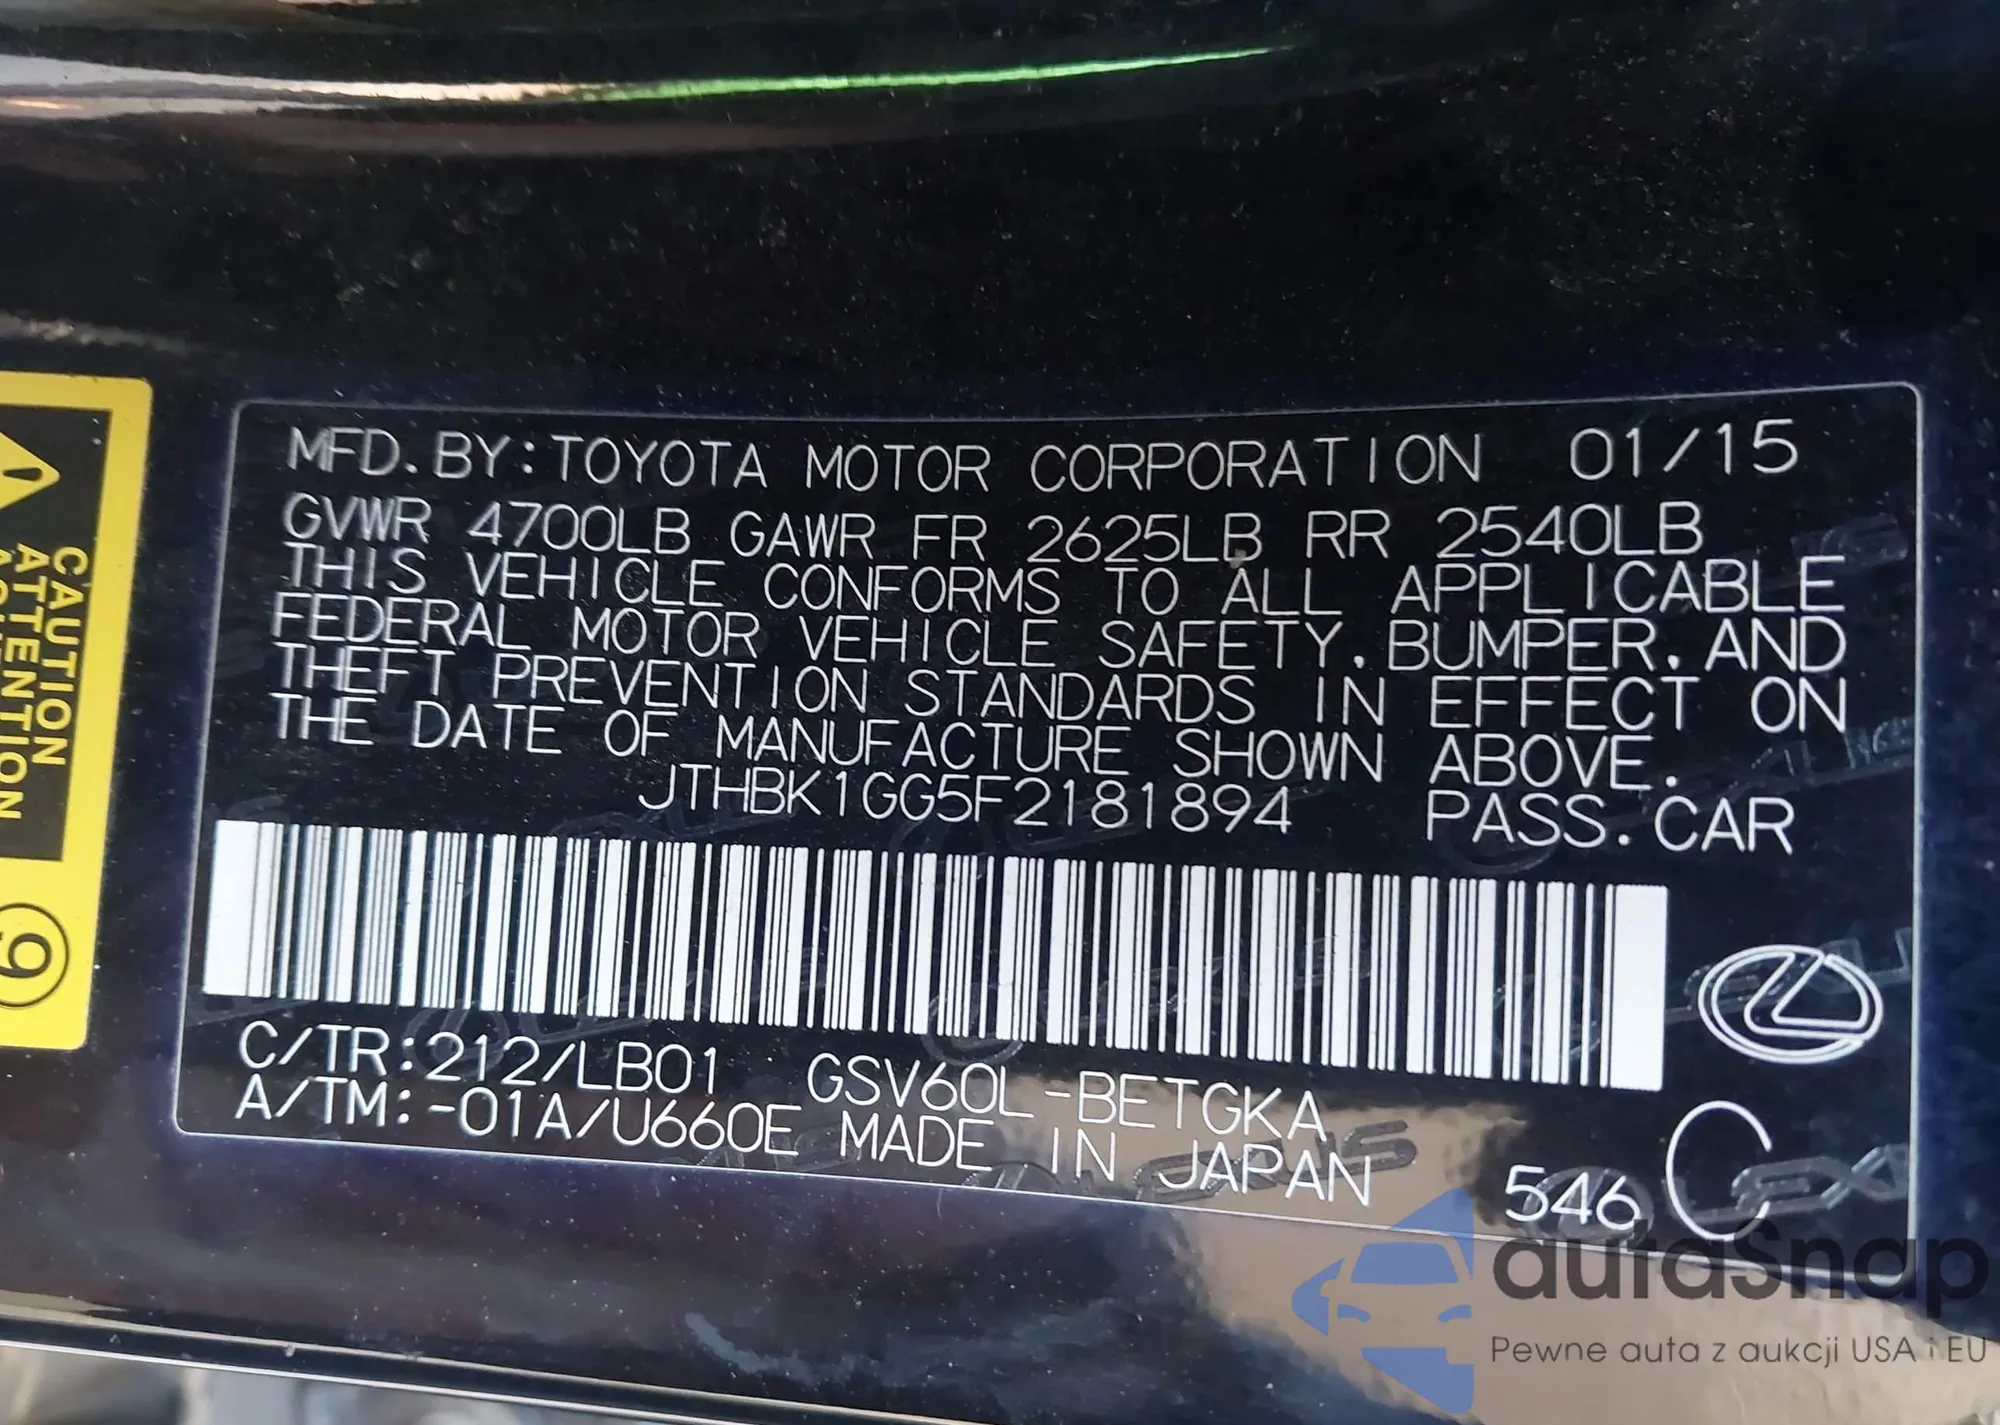 MFD. BY: TOYOTA MOTOR CORPORATION 01/15
GVWR 4700LB GAWR FR 2625LB RR 2540LB
THIS VEHICLE CONFORMS TO ALL APPLICABLE
FEDERAL MOTOR VEHICLE SAFETY, BUMPER, AND
THEFT PREVENTION STANDARDS IN EFFECT ON
THE DATE OF MANUFACTURE SHOWN ABOVE.
JTHBK1GG5F2181894 PASS. CAR
C/TR: 212/LB01 GSV60L-BETGKA
A/TM: -01A/U660E MADE IN JAPAN
546 C
CAUTION
ATTENTION
9
autaSnap
Pewne auta z aukcji USA i EU